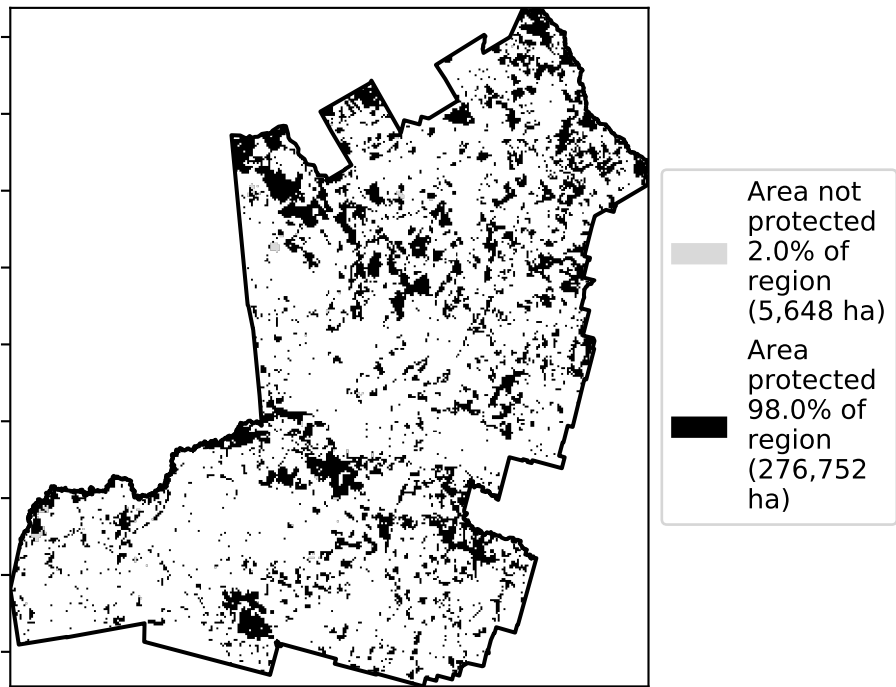 Area not
protected
2.0% of
region
(5,648 ha)
Area
protected
98.0% of
region
(276,752
ha)